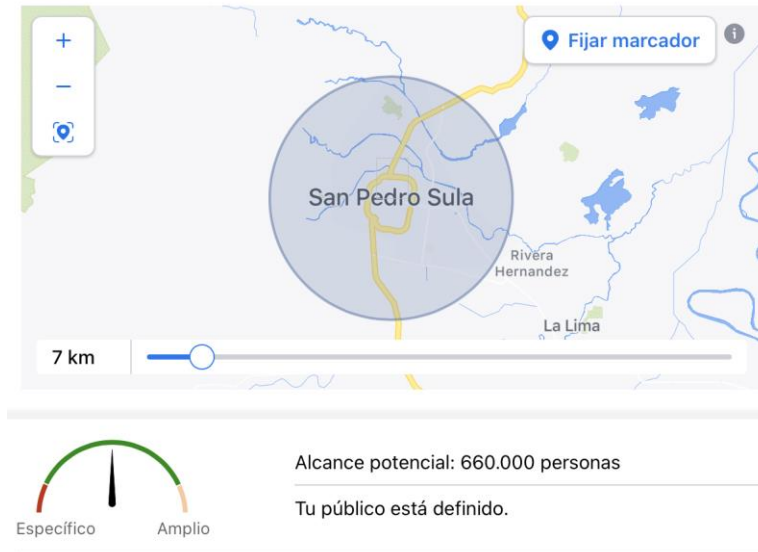 +
Fijar marcador
i
−
San Pedro Sula
Rivera
Hernandez
La Lima
7 km
Alcance potencial: 660.000 personas
Tu público está definido.
Específico
Amplio